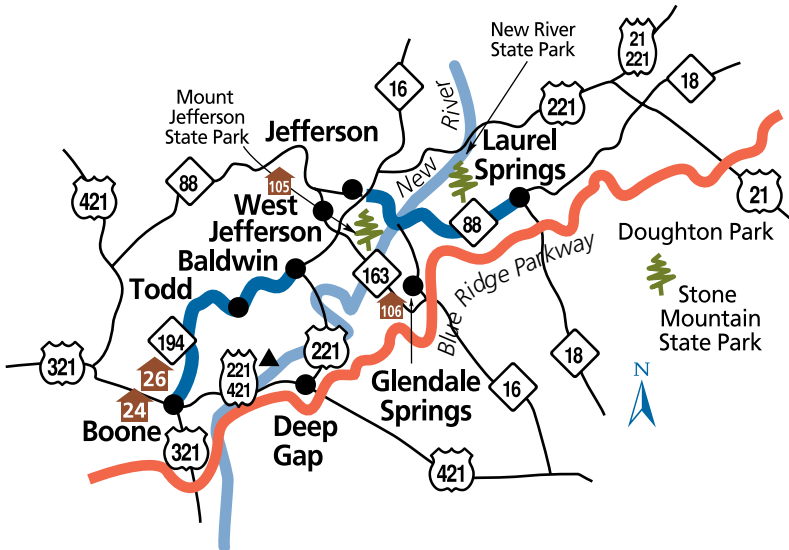 New River
State Park
21
221
18
16
221
Mount
Jefferson
State Park
Jefferson
New River
Laurel
Springs
421
88
105
West
Jefferson
88
21
Doughton Park
Baldwin
163
Blue Ridge Parkway
Todd
106
Stone
Mountain
State Park
194
221
N
321
26
221
421
18
24
Glendale
Springs
16
Boone
321
Deep
Gap
421